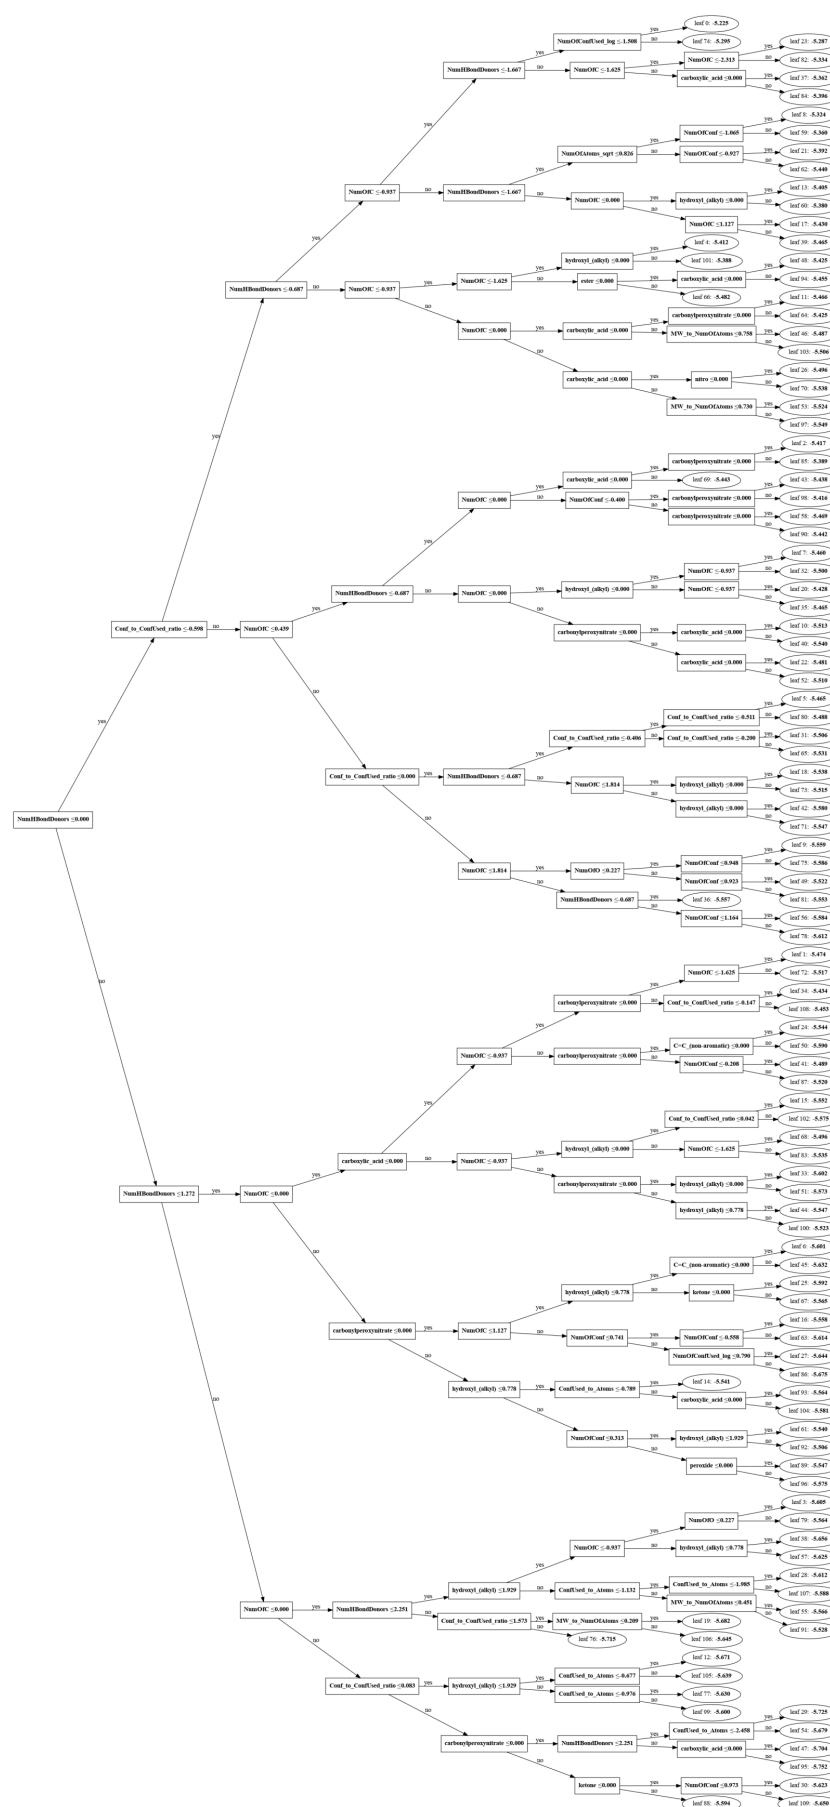 leaf 0: -5.225
NumOfConfUsed_log ≤-1.508
leaf 74: -5.295
leaf 23: -5.287
NumHBondDonors ≤-1.667
NumOfC ≤-2.313
leaf 82: -5.334
NumOfC ≤-1.625
carboxylic_acid ≤0.000
leaf 37: -5.362
leaf 84: -5.396
leaf 8: -5.324
NumOfConf ≤-1.065
leaf 59: -5.360
NumOfAtoms_sqrt ≤0.826
NumOfConf ≤-0.927
leaf 21: -5.392
leaf 62: -5.440
NumOfC ≤-0.937
NumHBondDonors ≤-1.667
leaf 13: -5.405
NumOfC ≤0.000
hydroxyl_(alkyl) ≤0.000
leaf 60: -5.380
NumOfC ≤1.127
leaf 17: -5.430
leaf 39: -5.465
leaf 4: -5.412
hydroxyl_(alkyl) ≤0.000
leaf 101: -5.388
leaf 48: -5.425
NumHBondDonors ≤-0.687
NumOfC ≤-0.937
NumOfC ≤-1.625
ester ≤0.000
carboxylic_acid ≤0.000
leaf 94: -5.455
leaf 66: -5.482
leaf 11: -5.466
carbonylperoxynitrate ≤0.000
leaf 64: -5.425
NumOfC ≤0.000
carboxylic_acid ≤0.000
MW_to_NumOfAtoms ≤0.758
leaf 46: -5.487
leaf 103: -5.506
leaf 26: -5.496
carboxylic_acid ≤0.000
nitro ≤0.000
leaf 70: -5.538
MW_to_NumOfAtoms ≤0.730
leaf 53: -5.524
leaf 97: -5.549
leaf 2: -5.417
carbonylperoxynitrate ≤0.000
leaf 85: -5.389
carboxylic_acid ≤0.000
leaf 69: -5.443
leaf 43: -5.438
NumOfC ≤0.000
NumOfConf ≤-0.400
carbonylperoxynitrate ≤0.000
leaf 98: -5.416
carbonylperoxynitrate ≤0.000
leaf 58: -5.469
leaf 90: -5.442
leaf 7: -5.460
NumOfC ≤-0.937
leaf 32: -5.500
NumHBondDonors ≤-0.687
NumOfC ≤0.000
hydroxyl_(alkyl) ≤0.000
NumOfC ≤-0.937
leaf 20: -5.428
leaf 35: -5.465
Conf_to_ConfUsed_ratio ≤-0.598
NumOfC ≤0.439
leaf 10: -5.513
carbonylperoxynitrate ≤0.000
carboxylic_acid ≤0.000
leaf 40: -5.540
carboxylic_acid ≤0.000
leaf 22: -5.481
leaf 52: -5.510
leaf 5: -5.465
Conf_to_ConfUsed_ratio ≤-0.511
leaf 80: -5.488
Conf_to_ConfUsed_ratio ≤-0.406
Conf_to_ConfUsed_ratio ≤-0.200
leaf 31: -5.506
leaf 65: -5.531
Conf_to_ConfUsed_ratio ≤0.000
NumHBondDonors ≤-0.687
leaf 18: -5.538
NumOfC ≤1.814
hydroxyl_(alkyl) ≤0.000
leaf 73: -5.515
hydroxyl_(alkyl) ≤0.000
leaf 42: -5.580
leaf 71: -5.547
NumHBondDonors ≤0.000
leaf 9: -5.559
NumOfC ≤1.814
NumOfO ≤0.227
NumOfConf ≤0.948
leaf 75: -5.586
NumOfConf ≤0.923
leaf 49: -5.522
NumHBondDonors ≤-0.687
leaf 36: -5.557
leaf 81: -5.553
NumOfConf ≤1.164
leaf 56: -5.584
leaf 78: -5.612
leaf 1: -5.474
NumOfC ≤-1.625
leaf 72: -5.517
carbonylperoxynitrate ≤0.000
Conf_to_ConfUsed_ratio ≤-0.147
leaf 34: -5.434
leaf 108: -5.453
leaf 24: -5.544
NumOfC ≤-0.937
carbonylperoxynitrate ≤0.000
C=C_(non-aromatic) ≤0.000
leaf 50: -5.590
NumOfConf ≤-0.208
leaf 41: -5.489
leaf 87: -5.520
leaf 15: -5.552
Conf_to_ConfUsed_ratio ≤0.042
leaf 102: -5.575
carboxylic_acid ≤0.000
NumOfC ≤-0.937
hydroxyl_(alkyl) ≤0.000
NumOfC ≤-1.625
leaf 68: -5.496
leaf 83: -5.535
leaf 33: -5.602
carbonylperoxynitrate ≤0.000
hydroxyl_(alkyl) ≤0.000
leaf 51: -5.573
NumHBondDonors ≤1.272
NumOfC ≤0.000
hydroxyl_(alkyl) ≤0.778
leaf 44: -5.547
leaf 100: -5.523
leaf 6: -5.601
C=C_(non-aromatic) ≤0.000
leaf 45: -5.632
hydroxyl_(alkyl) ≤0.778
ketone ≤0.000
leaf 25: -5.592
leaf 67: -5.565
carbonylperoxynitrate ≤0.000
NumOfC ≤1.127
leaf 16: -5.558
NumOfConf ≤0.741
NumOfConf ≤-0.558
leaf 63: -5.614
NumOfConfUsed_log ≤0.790
leaf 27: -5.644
leaf 86: -5.675
hydroxyl_(alkyl) ≤0.778
ConfUsed_to_Atoms ≤-0.789
leaf 14: -5.541
carboxylic_acid ≤0.000
leaf 93: -5.564
leaf 104: -5.581
NumOfConf ≤0.313
hydroxyl_(alkyl) ≤1.929
leaf 61: -5.540
leaf 92: -5.506
peroxide ≤0.000
leaf 89: -5.547
leaf 96: -5.575
leaf 3: -5.605
NumOfO ≤0.227
leaf 79: -5.564
NumOfC ≤-0.937
hydroxyl_(alkyl) ≤0.778
leaf 38: -5.656
leaf 57: -5.625
hydroxyl_(alkyl) ≤1.929
ConfUsed_to_Atoms ≤-1.132
ConfUsed_to_Atoms ≤-1.985
leaf 28: -5.612
leaf 107: -5.588
NumOfC ≤0.000
NumHBondDonors ≤2.251
MW_to_NumOfAtoms ≤0.451
leaf 55: -5.566
leaf 91: -5.528
Conf_to_ConfUsed_ratio ≤1.573
MW_to_NumOfAtoms ≤0.209
leaf 19: -5.682
leaf 76: -5.715
leaf 106: -5.645
leaf 12: -5.671
ConfUsed_to_Atoms ≤-0.677
leaf 105: -5.639
Conf_to_ConfUsed_ratio ≤0.083
hydroxyl_(alkyl) ≤1.929
ConfUsed_to_Atoms ≤-0.976
leaf 77: -5.630
leaf 99: -5.600
leaf 29: -5.725
ConfUsed_to_Atoms ≤-2.458
leaf 54: -5.679
carbonylperoxynitrate ≤0.000
NumHBondDonors ≤2.251
carboxylic_acid ≤0.000
leaf 47: -5.704
leaf 95: -5.752
ketone ≤0.000
NumOfConf ≤0.973
leaf 30: -5.623
leaf 88: -5.594
leaf 109: -5.650